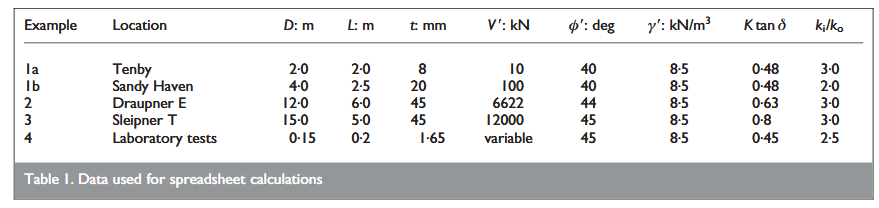 Example Location D: m L: m t: mm V′: kN ϕ′: deg γ′: kN/m³ K tan δ kᵢ/kₒ
1a Tenby 2·0 2·0 8 10 40 8·5 0·48 3·0
1b Sandy Haven 4·0 2·5 20 100 40 8·5 0·48 2·0
2 Draupner E 12·0 6·0 45 6622 44 8·5 0·63 3·0
3 Sleipner T 15·0 5·0 45 12000 45 8·5 0·8 3·0
4 Laboratory tests 0·15 0·2 1·65 variable 45 8·5 0·45 2·5
Table 1. Data used for spreadsheet calculations